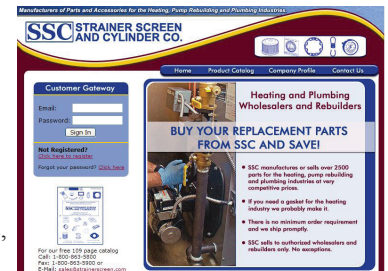 Manufacturers of Parts and Accessories for the Heating, Pump Rebuilding and Plumbing Industries
SSC STRAINER SCREEN
AND CYLINDER CO.
Home Product Catalog Company Profile Contact Us
Customer Gateway
Email:
Password:
Sign In
Not Registered?
Click here to register
Forgot your password? Click here
For our free 109 page catalog
Call: 1-800-863-5800
Fax: 1-800-863-5900 or
E-Mail: sales@strainerscreen.com
Heating and Plumbing
Wholesalers and Rebuilders
BUY YOUR REPLACEMENT PARTS
FROM SSC AND SAVE!
• SSC manufactures or sells over 2500
parts for the heating, pump rebuilding
and plumbing industries at very
competitive prices.
• If you need a gasket for the heating
industry we probably make it.
• There is no minimum order requirement
and we ship promptly.
• SSC sells to authorized wholesalers and
rebuilders only. No exceptions.
,